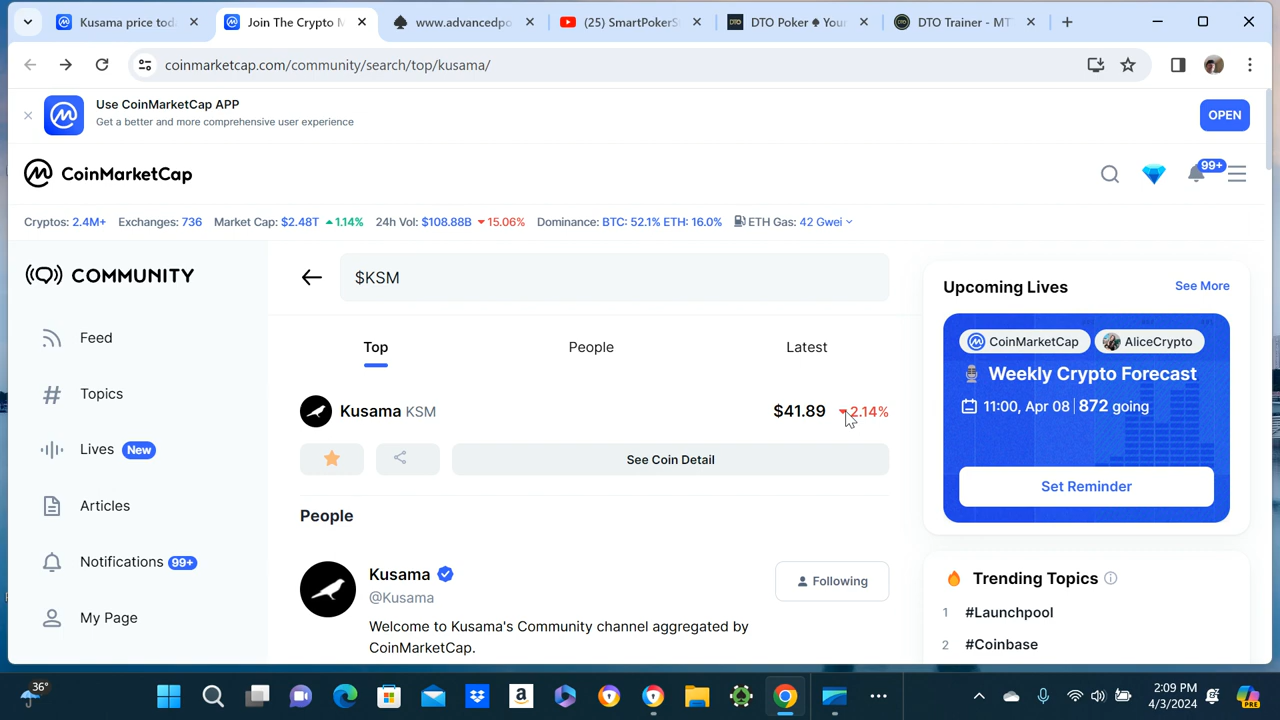 Kusama price tod
Join The Crypto M
www.advancedpo
(25) SmartPokerS
DTO Poker ♠ You
DTO Trainer - MT
coinmarketcap.com/community/search/top/kusama/
Use CoinMarketCap APP
Get a better and more comprehensive user experience
OPEN
CoinMarketCap
99+
Cryptos: 2.4M+ Exchanges: 736 Market Cap: $2.48T 1.14% 24h Vol: $108.88B 15.06% Dominance: BTC: 52.1% ETH: 16.0% ETH Gas: 42 Gwei
COMMUNITY
Feed
Topics
Lives New
Articles
Notifications 99+
My Page
$KSM
Top People Latest
Kusama KSM $41.89 2.14%
See Coin Detail
People
Kusama
@Kusama
Following
Welcome to Kusama's Community channel aggregated by
CoinMarketCap.
Upcoming Lives See More
CoinMarketCap AliceCrypto
Weekly Crypto Forecast
11:00, Apr 08 | 872 going
Set Reminder
Trending Topics
1 #Launchpool
2 #Coinbase
36°
2:09 PM
4/3/2024
PRE